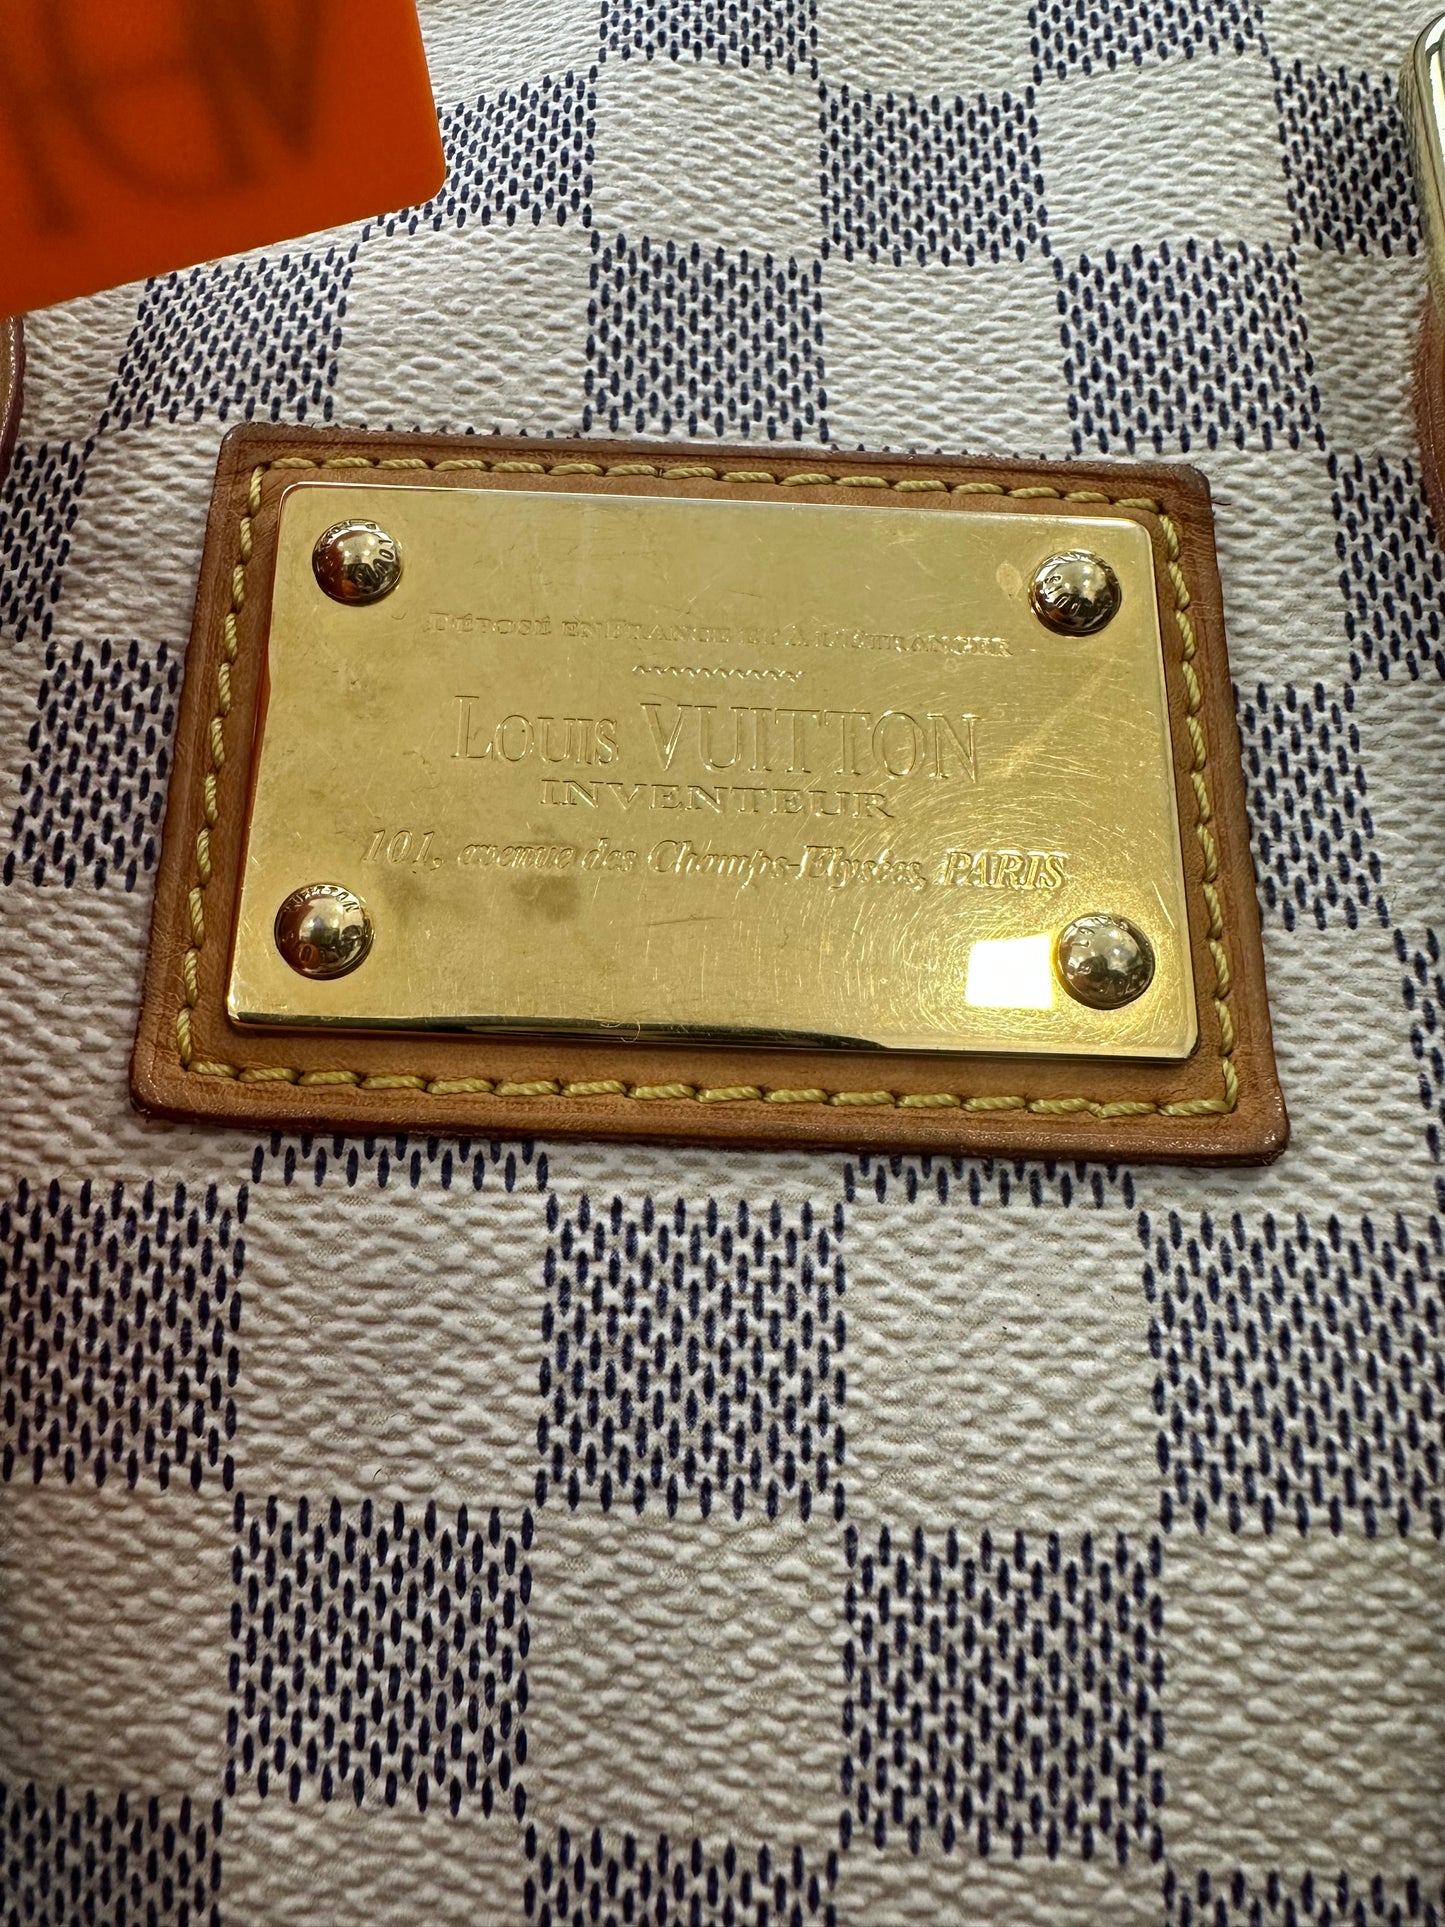 DÉPOSÉ EN FRANCE ET À L'ÉTRANGER
LOUIS VUITTON
INVENTEUR
101, avenue des Champs-Elysées, PARIS